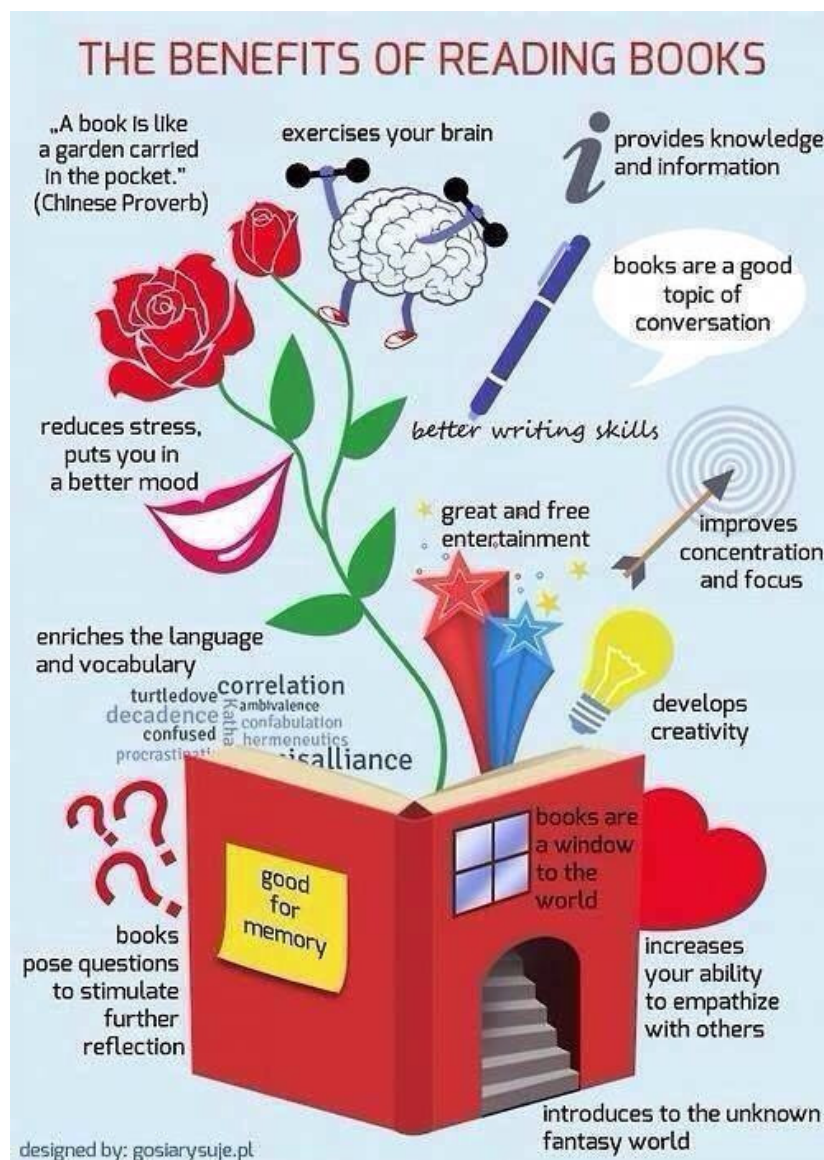 THE BENEFITS OF READING BOOKS
„A book is like
a garden carried
in the pocket.”
(Chinese Proverb)
exercises your brain
provides knowledge
and information
books are a good
topic of
conversation
better writing skills
reduces stress,
puts you in
a better mood
great and free
entertainment
improves
concentration
and focus
enriches the language
and vocabulary
turtledove
correlation
ambivalence
decadence
Katha
confabulation
confused
hermeneutics
procrastinati
isalliance
develops
creativity
books are
a window
to the
world
good
for
memory
books
pose questions
to stimulate
further
reflection
increases
your ability
to empathize
with others
introduces to the unknown
fantasy world
designed by: gosiarysuje.pl